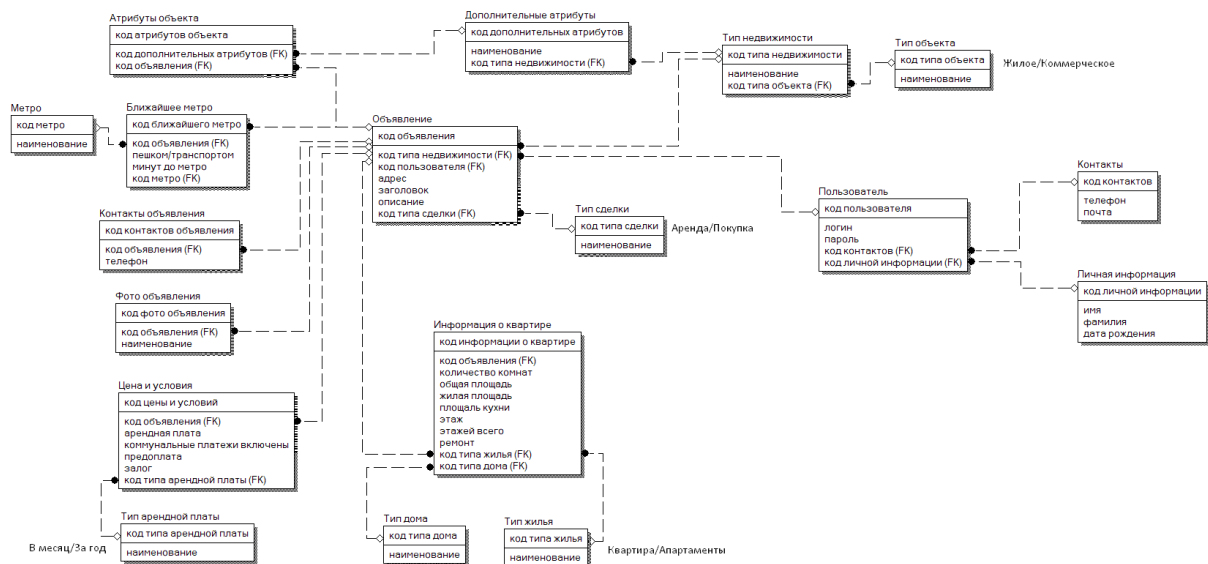 Атрибуты объекта
код атрибутов объекта
код дополнительных атрибутов (FK)
код объявления (FK)
Дополнительные атрибуты
код дополнительных атрибутов
наименование
код типа недвижимости (FK)
Тип недвижимости
код типа недвижимости
наименование
код типа объекта (FK)
Тип объекта
код типа объекта
наименование
Жилое/Коммерческое
Метро
код метро
наименование
Ближайшее метро
код ближайшего метро
код объявления (FK)
пешком/транспортом
минут до метро
код метро (FK)
Объявление
код объявления
код типа недвижимости (FK)
код пользователя (FK)
адрес
заголовок
описание
код типа сделки (FK)
Контакты
код контактов
телефон
почта
Пользователь
код пользователя
логин
пароль
код контактов (FK)
код личной информации (FK)
Контакты объявления
код контактов объявления
код объявления (FK)
телефон
Тип сделки
код типа сделки
наименование
Аренда/Покупка
Личная информация
код личной информации
имя
фамилия
дата рождения
Фото объявления
код фото объявления
код объявления (FK)
наименование
Информация о квартире
код информации о квартире
код объявления (FK)
количество комнат
общая площадь
жилая площадь
площаль кухни
этаж
этажей всего
ремонт
код типа жилья (FK)
код типа дома (FK)
Цена и условия
код цены и условий
код объявления (FK)
арендная плата
коммунальные платежи включены
предоплата
залог
код типа арендной платы (FK)
Тип арендной платы
код типа арендной платы
наименование
В месяц/За год
Тип дома
код типа дома
наименование
Тип жилья
код типа жилья
наименование
Квартира/Апартаменты